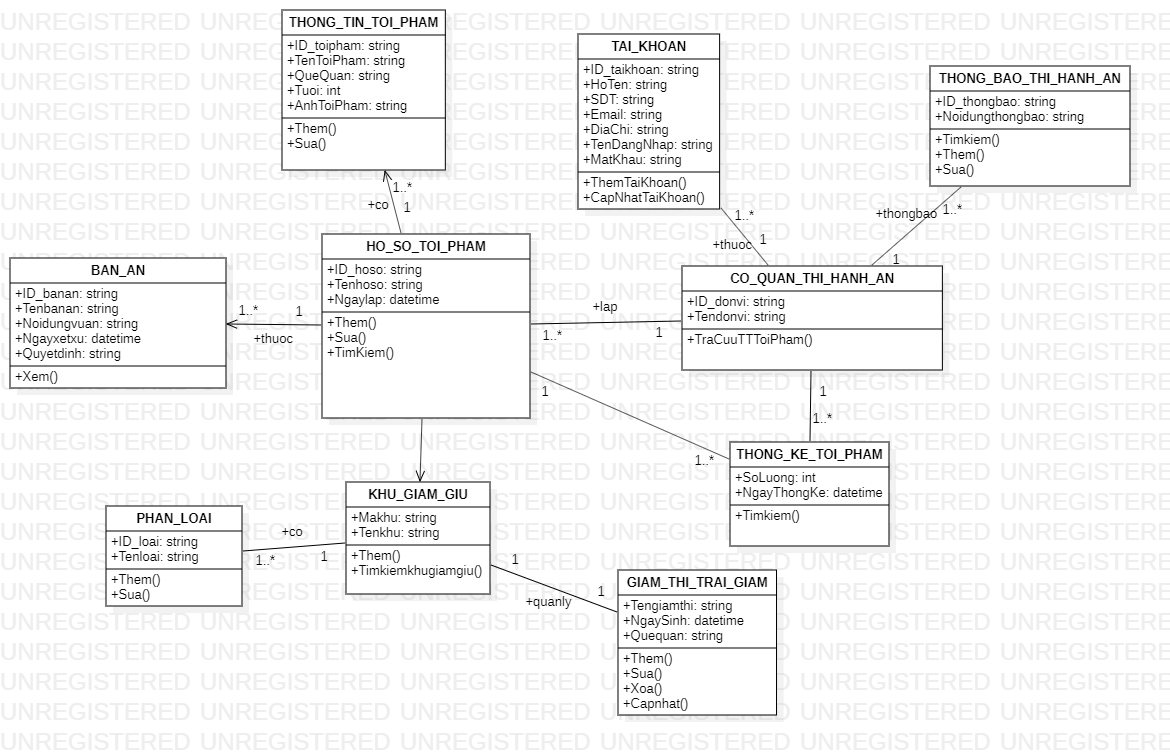 THONG_TIN_TOI_PHAM
+ID_toipham: string
+TenToiPham: string
+QueQuan: string
+Tuoi: int
+AnhToiPham: string
+Them()
+Sua()
TAI_KHOAN
+ID_taikhoan: string
+HoTen: string
+SDT: string
+Email: string
+DiaChi: string
+TenDangNhap: string
+MatKhau: string
+ThemTaiKhoan()
+CapNhatTaiKhoan()
THONG_BAO_THI_HANH_AN
+ID_thongbao: string
+Noidungthongbao: string
+Timkiem()
+Them()
+Sua()
1..*
+co
1
1..*
+thuoc
1
+thongbao
1..*
1
BAN_AN
+ID_banan: string
+Tenbanan: string
+Noidungvuan: string
+Ngayxetxu: datetime
+Quyetdinh: string
+Xem()
1..*
1
+thuoc
HO_SO_TOI_PHAM
+ID_hoso: string
+Tenhoso: string
+Ngaylap: datetime
+Them()
+Sua()
+TimKiem()
+lap
1..*
1
CO_QUAN_THI_HANH_AN
+ID_donvi: string
+Tendonvi: string
+TraCuuTTToiPham()
1
1..*
1
1..*
THONG_KE_TOI_PHAM
+SoLuong: int
+NgayThongKe: datetime
+Timkiem()
PHAN_LOAI
+ID_loai: string
+Tenloai: string
+Them()
+Sua()
+co
1..*
1
KHU_GIAM_GIU
+Makhu: string
+Tenkhu: string
+Them()
+Timkiemkhugiamgiu()
1
1
+quanly
GIAM_THI_TRAI_GIAM
+Tengiamthi: string
+NgaySinh: datetime
+Quequan: string
+Them()
+Sua()
+Xoa()
+Capnhat()
UNREGISTERED